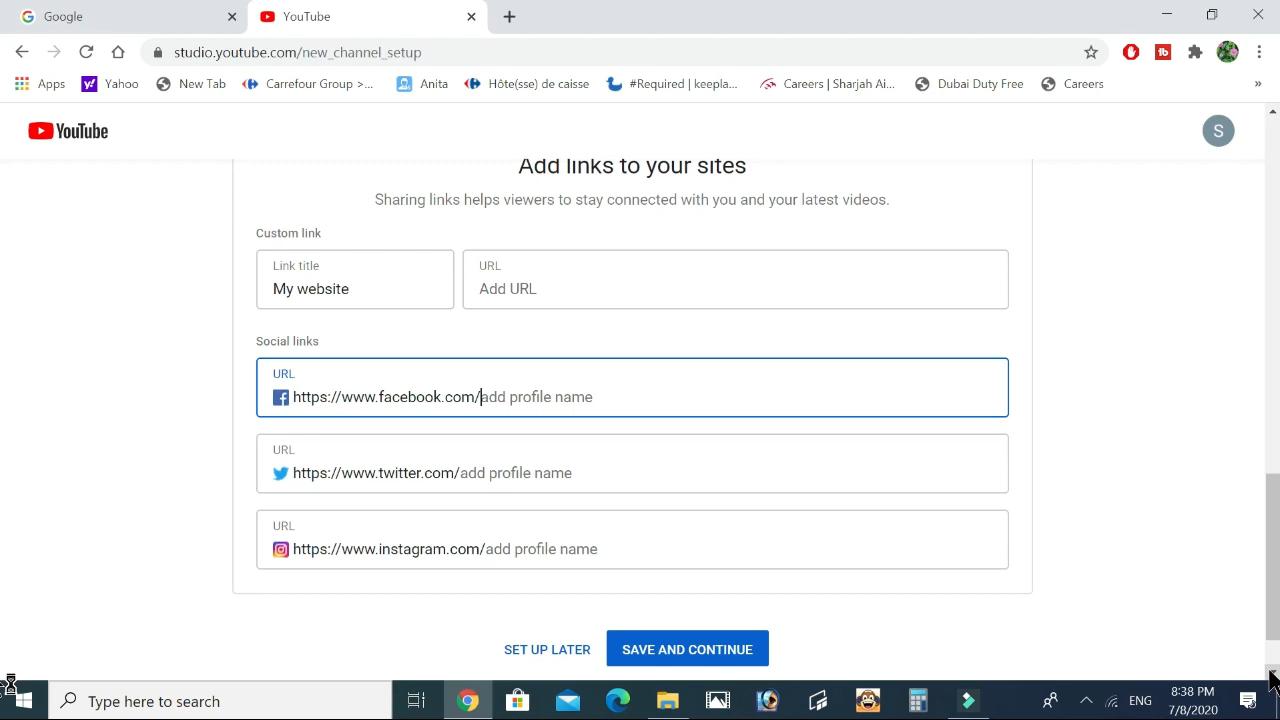 Google
YouTube
studio.youtube.com/new_channel_setup
Apps
Yahoo
New Tab
Carrefour Group >...
Anita
Hôte(sse) de caisse
#Required | keepla...
Careers | Sharjah Ai...
Dubai Duty Free
Careers
»
YouTube
S
Add links to your sites
Sharing links helps viewers to stay connected with you and your latest videos.
Custom link
Link title
My website
URL
Add URL
Social links
URL
https://www.facebook.com/add profile name
URL
https://www.twitter.com/add profile name
URL
https://www.instagram.com/add profile name
SET UP LATER
SAVE AND CONTINUE
Type here to search
ENG
8:38 PM
7/8/2020